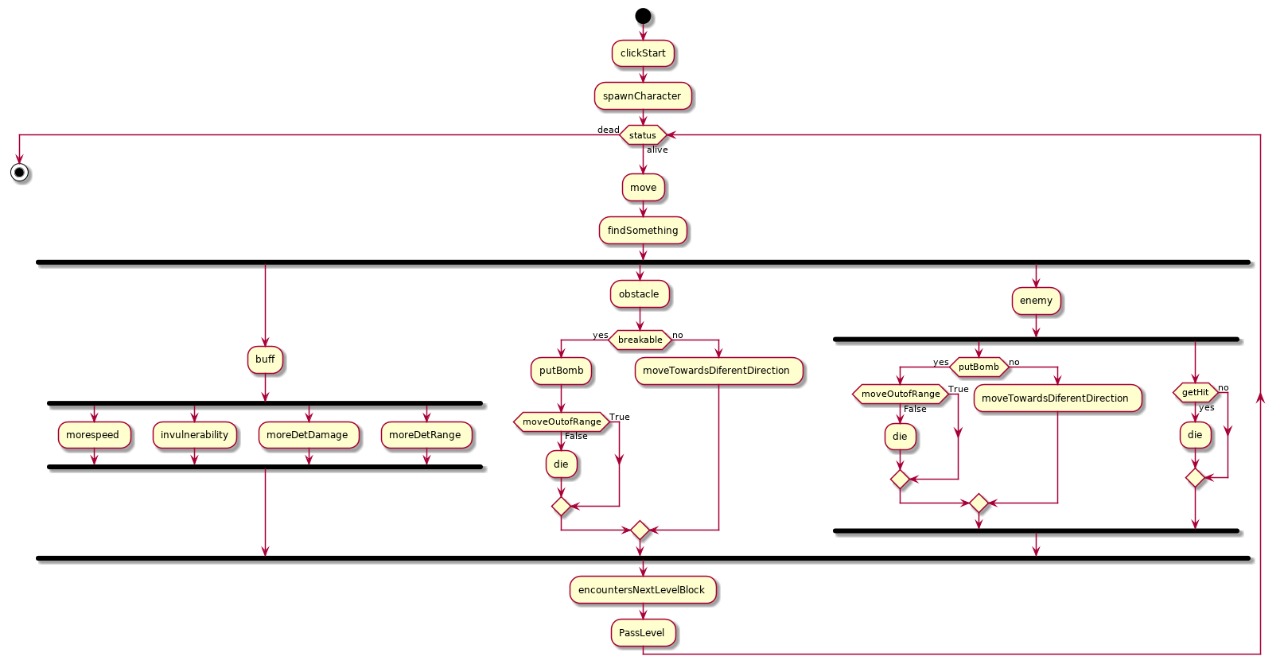 clickStart
spawnCharacter
dead
status
alive
move
findSomething
obstacle
enemy
yes
breakable
no
buff
putBomb
moveTowardsDiferentDirection
yes
putBomb
no
moveOutofRange
True
False
moveTowardsDiferentDirection
getHit
no
yes
moveOutofRange
True
False
morespeed
invulnerability
moreDetDamage
moreDetRange
die
die
die
encountersNextLevelBlock
PassLevel